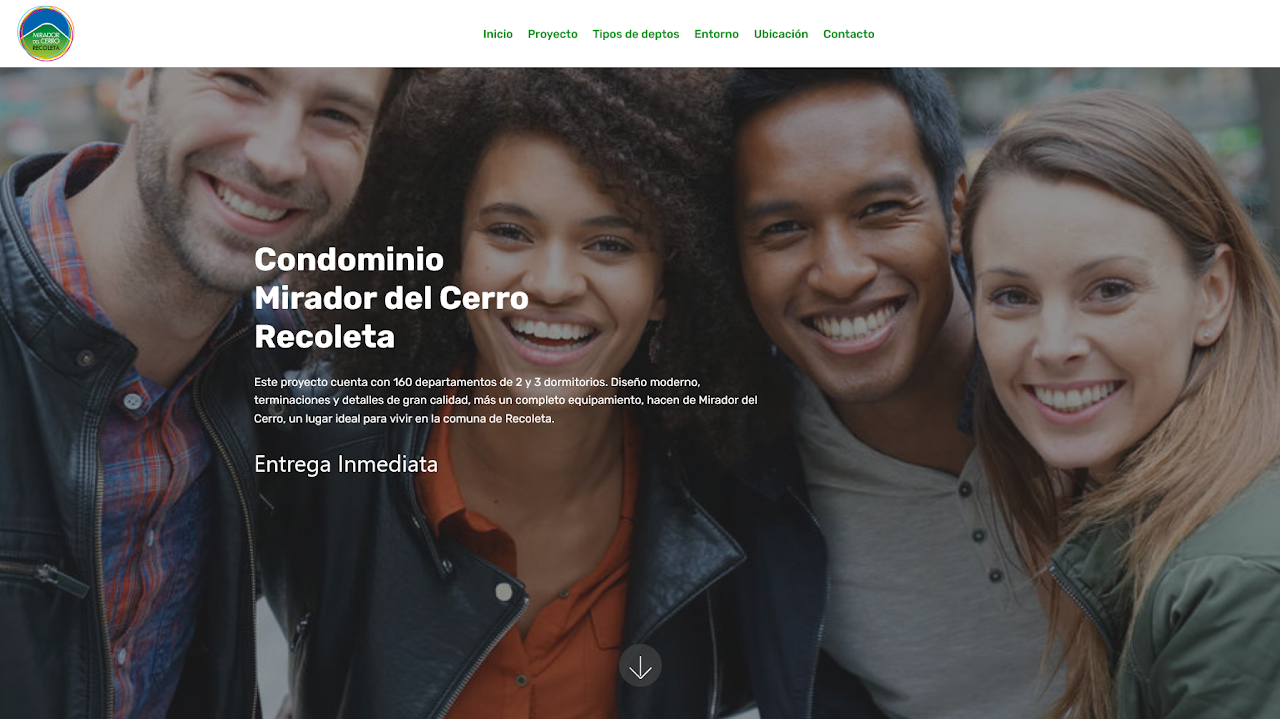 MIRADOR
DEL CERRO
RECOLETA
Inicio Proyecto Tipos de deptos Entorno Ubicación Contacto
Condominio
Mirador del Cerro
Recoleta
Este proyecto cuenta con 160 departamentos de 2 y 3 dormitorios. Diseño moderno,
terminaciones y detalles de gran calidad, más un completo equipamiento, hacen de Mirador del
Cerro, un lugar ideal para vivir en la comuna de Recoleta.
Entrega Inmediata